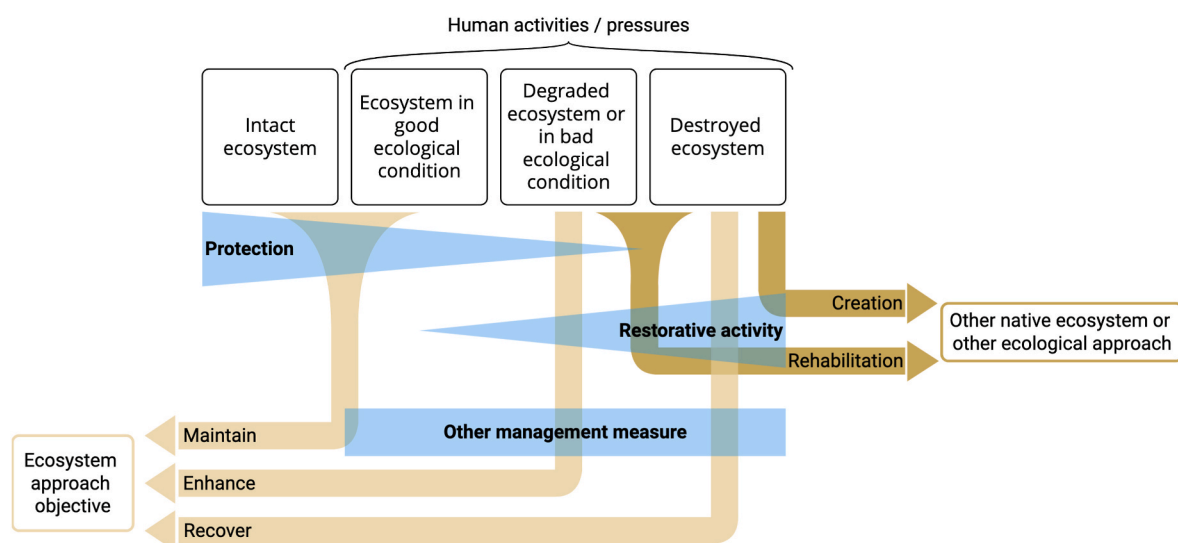 Human activities / pressures
Intact
ecosystem
Ecosystem in
good
ecological
condition
Degraded
ecosystem or
in bad
ecological
condition
Destroyed
ecosystem
Protection
Creation
Restorative activity
Rehabilitation
Other native ecosystem or
other ecological approach
Other management measure
Maintain
Enhance
Recover
Ecosystem
approach
objective